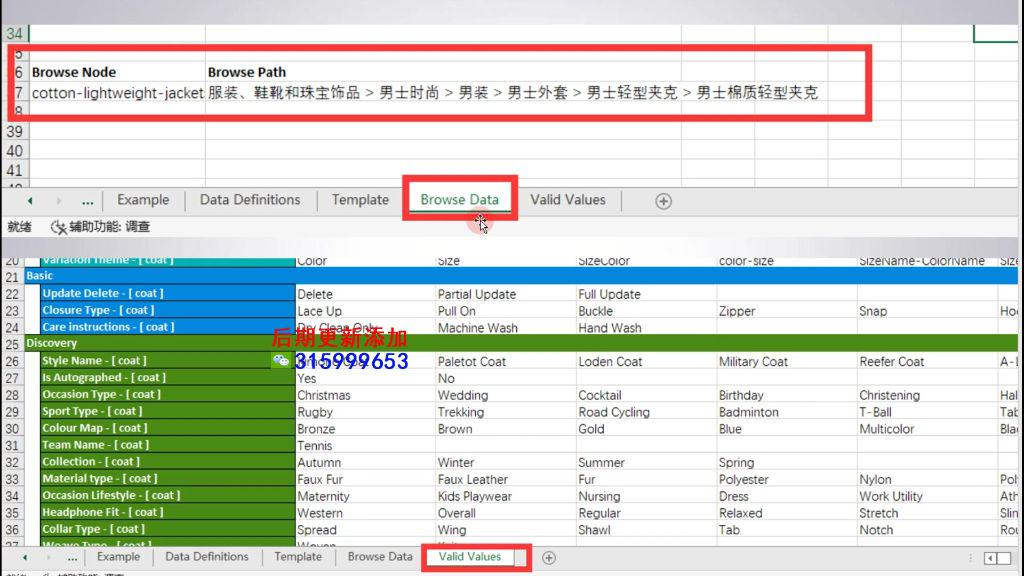 34
Browse Node Browse Path
cotton-lightweight-jacket 服装、鞋靴和珠宝饰品 > 男士时尚 > 男装 > 男士外套 > 男士轻型夹克 > 男士棉质轻型夹克
39
40
41
... Example Data Definitions Template Browse Data Valid Values
就绪 辅助功能: 调查
20 Variation Theme - [ coat ] Color Size SizeColor color-size SizeName-ColorName
21 Basic
22 Update Delete - [ coat ] Delete Partial Update Full Update
23 Closure Type - [ coat ] Lace Up Pull On Buckle Zipper Snap
24 Care instructions - [ coat ] Dry Clean Only Machine Wash Hand Wash
后期更新添加
25 Discovery
315999653
26 Style Name - [ coat ] Paletot Coat Loden Coat Military Coat Reefer Coat
27 Is Autographed - [ coat ] Yes No
28 Occasion Type - [ coat ] Christmas Wedding Cocktail Birthday Christening
29 Sport Type - [ coat ] Rugby Trekking Road Cycling Badminton T-Ball
30 Colour Map - [ coat ] Bronze Brown Gold Blue Multicolor
31 Team Name - [ coat ] Tennis
32 Collection - [ coat ] Autumn Winter Summer Spring
33 Material type - [ coat ] Faux Fur Faux Leather Fur Polyester Nylon
34 Occasion Lifestyle - [ coat ] Maternity Kids Playwear Nursing Dress Work Utility
35 Headphone Fit - [ coat ] Western Overall Regular Relaxed Stretch
36 Collar Type - [ coat ] Spread Wing Shawl Tab Notch
... Example Data Definitions Template Browse Data Valid Values